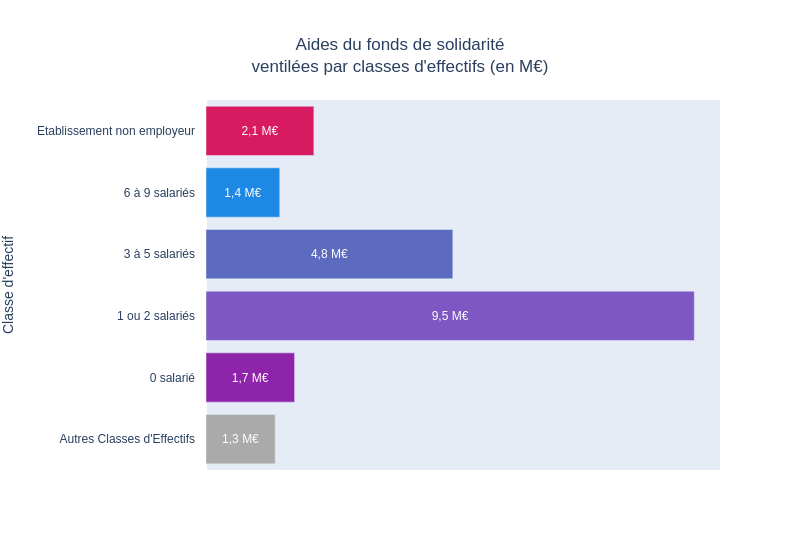 Aides du fonds de solidarité
ventilées par classes d'effectifs (en M€)
Classe d'effectif
Etablissement non employeur
2,1 M€
6 à 9 salariés
1,4 M€
3 à 5 salariés
4,8 M€
1 ou 2 salariés
9,5 M€
0 salarié
1,7 M€
Autres Classes d'Effectifs
1,3 M€